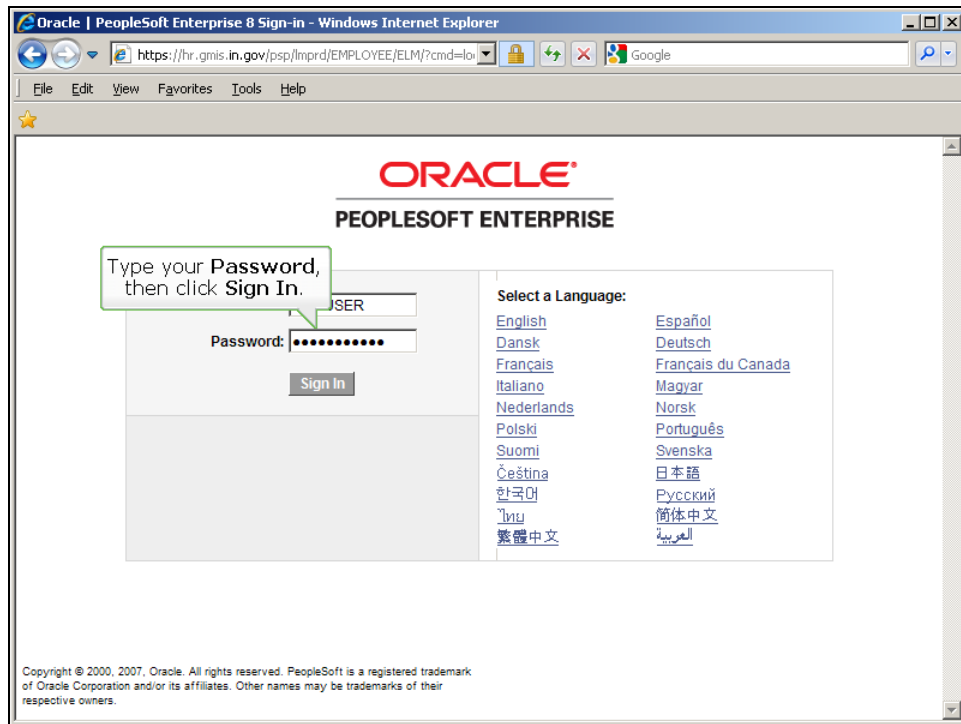 Oracle | PeopleSoft Enterprise 8 Sign-in - Windows Internet Explorer
https://hr.gmis.in.gov/psp/lmprd/EMPLOYEE/ELM/?cmd=lo
Google
File Edit View Favorites Tools Help
ORACLE®
PEOPLESOFT ENTERPRISE
Type your Password,
then click Sign In.
USER
Password:
Sign In
Select a Language:
English Español
Dansk Deutsch
Français Français du Canada
Italiano Magyar
Nederlands Norsk
Polski Português
Suomi Svenska
Čeština 日本語
한국어 Русский
ไทย 简体中文
繁體中文 العربية
Copyright © 2000, 2007, Oracle. All rights reserved. PeopleSoft is a registered trademark
of Oracle Corporation and/or its affiliates. Other names may be trademarks of their
respective owners.